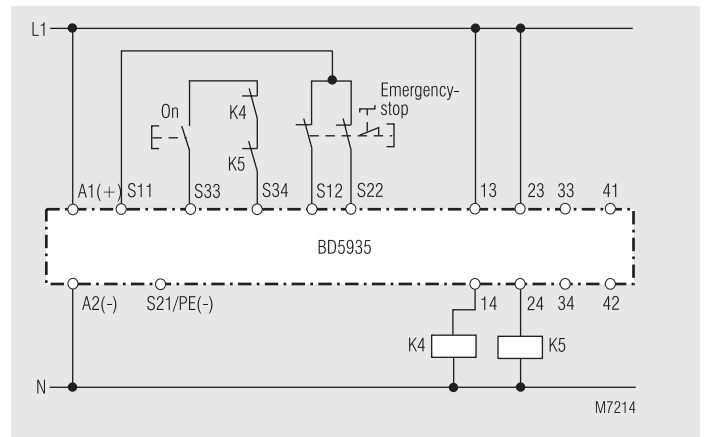 L1
Emergency-
stop
On
K4
K5
A1(+) S11 S33 S34 S12 S22 13 23 33 41
BD5935
A2(-) S21/PE(-) 14 24 34 42
K4 K5
N
M7214